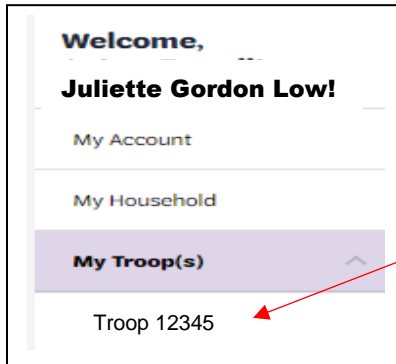 Welcome,
Juliette Gordon Low!
My Account
My Household
My Troop(s)
Troop 12345